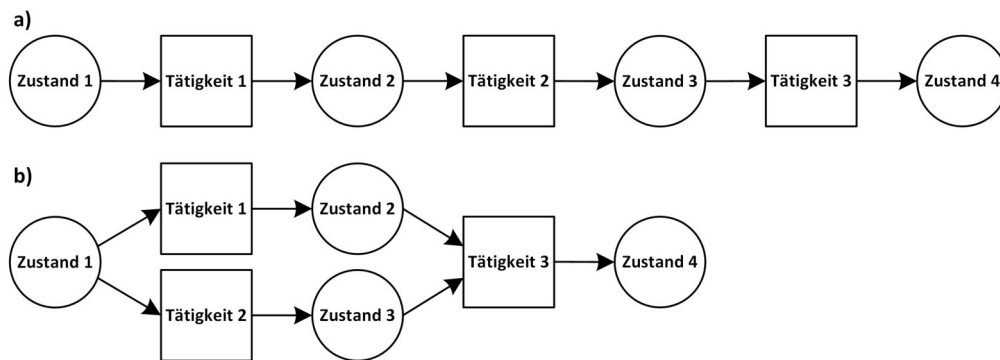 a)
Zustand 1 Tätigkeit 1 Zustand 2 Tätigkeit 2 Zustand 3 Tätigkeit 3 Zustand 4
b)
Tätigkeit 1 Zustand 2
Zustand 1 Tätigkeit 3 Zustand 4
Tätigkeit 2 Zustand 3